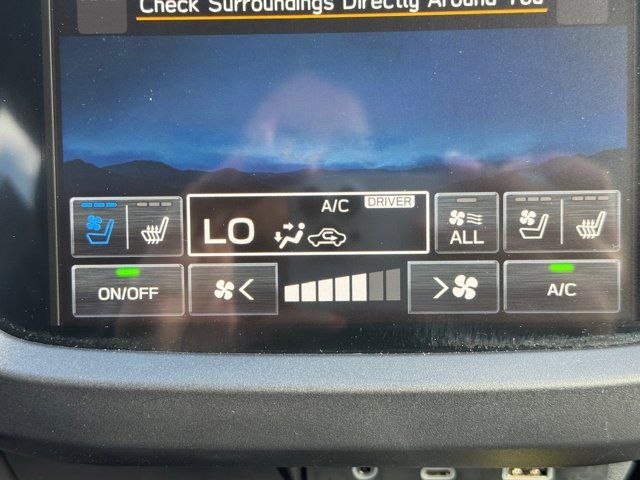 Check Surroundings Directly Around You
A/C DRIVER
LO
ALL
ON/OFF
<
>
A/C